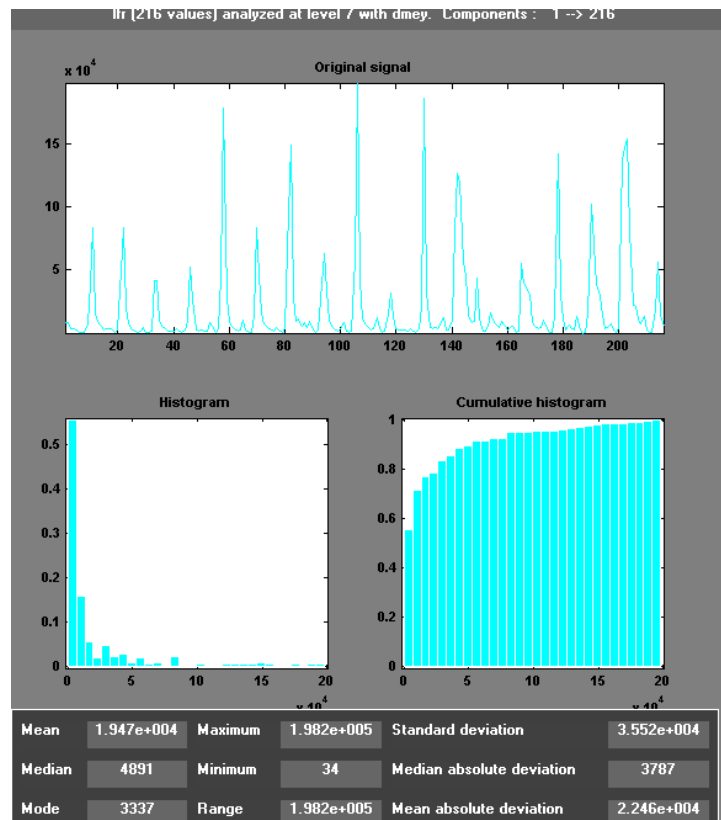 lfr (216 values) analyzed at level 7 with dmey. Components : 1 --> 216
x 10^4
Original signal
15
10
5
20 40 60 80 100 120 140 160 180 200
Histogram
0.5
0.4
0.3
0.2
0.1
0
0 5 10 15 20
x 10^4
Cumulative histogram
1
0.8
0.6
0.4
0.2
0
0 5 10 15 20
x 10^4
Mean 1.947e+004 Maximum 1.982e+005 Standard deviation 3.552e+004
Median 4891 Minimum 34 Median absolute deviation 3787
Mode 3337 Range 1.982e+005 Mean absolute deviation 2.246e+004